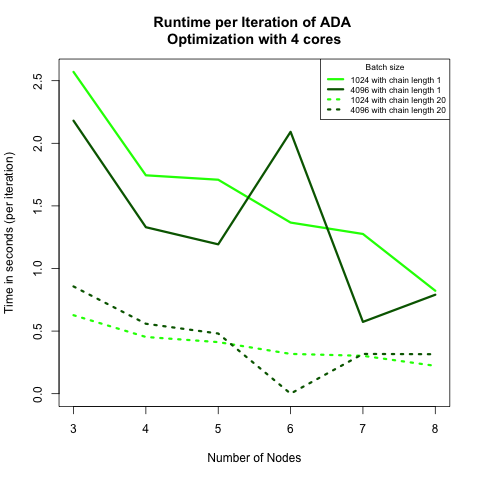 Runtime per Iteration of ADA
Optimization with 4 cores
Batch size
1024 with chain length 1
4096 with chain length 1
1024 with chain length 20
4096 with chain length 20
Time in seconds (per iteration)
2.5
2.0
1.5
1.0
0.5
0.0
3 4 5 6 7 8
Number of Nodes